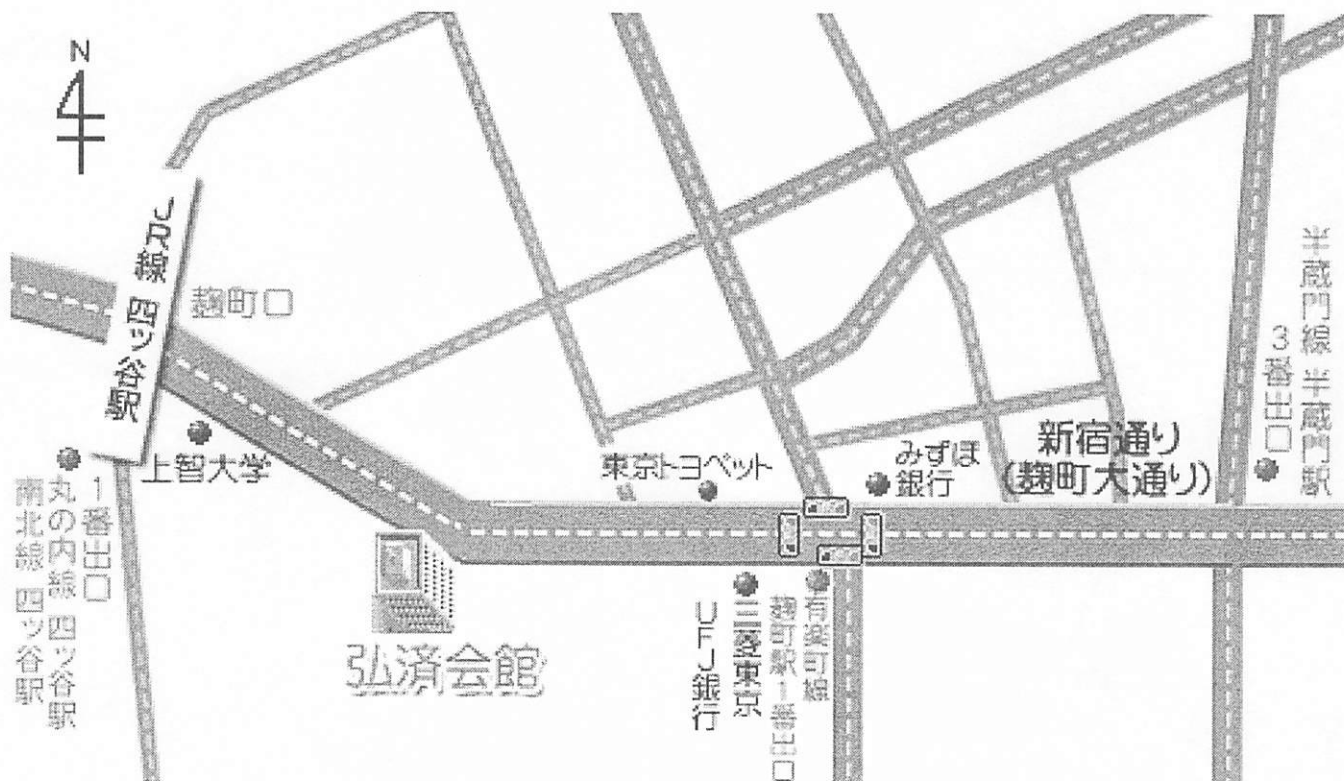 N
JR線 四ツ谷駅
麹町口
上智大学
1番出口
丸の内線 四ツ谷駅
南北線 四ツ谷駅
弘済会館
東京トヨペット
みずほ
銀行
新宿通り
(麹町大通り)
半蔵門線 半蔵門駅
3番出口
有楽町線
麹町駅1番出口
三菱東京
UFJ銀行